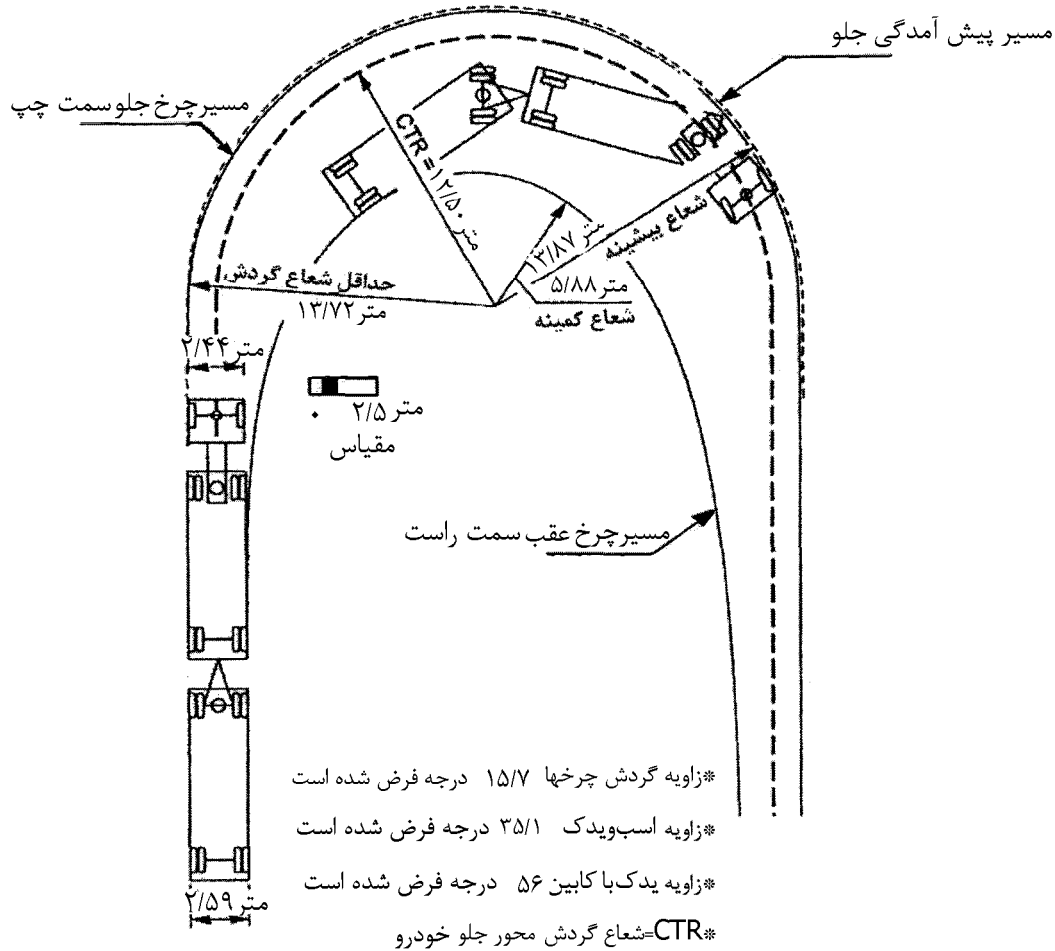 مسیر پیش آمدگی جلو
مسیرچرخ جلوسمت چپ
CTR = ۱۲/۵۰ متر
شعاع پیشینه
۱۳/۸۷ متر
۵/۸۸ متر
شعاع کمینه
حداقل شعاع گردش
۱۳/۷۲ متر
۲/۴۴ متر
۲/۵ متر
مقیاس
مسیرچرخ عقب سمت راست
*زاویه گردش چرخها ۱۵/۷ درجه فرض شده است
*زاویه اسب‌ویدک ۳۵/۱ درجه فرض شده است
*زاویه یدک‌با کابین ۵۶ درجه فرض شده است
*CTR=شعاع گردش محور جلو خودرو
۲/۵۹ متر